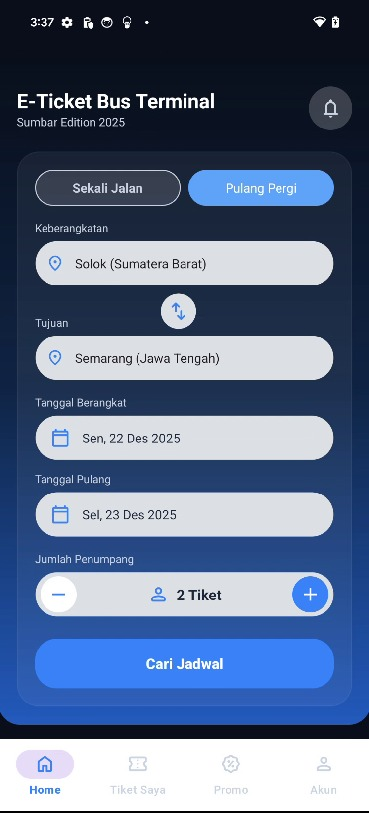 3:37
E-Ticket Bus Terminal
Sumbar Edition 2025
Sekali Jalan
Pulang Pergi
Keberangkatan
Solok (Sumatera Barat)
Tujuan
Semarang (Jawa Tengah)
Tanggal Berangkat
Sen, 22 Des 2025
Tanggal Pulang
Sel, 23 Des 2025
Jumlah Penumpang
2 Tiket
Cari Jadwal
Home
Tiket Saya
Promo
Akun